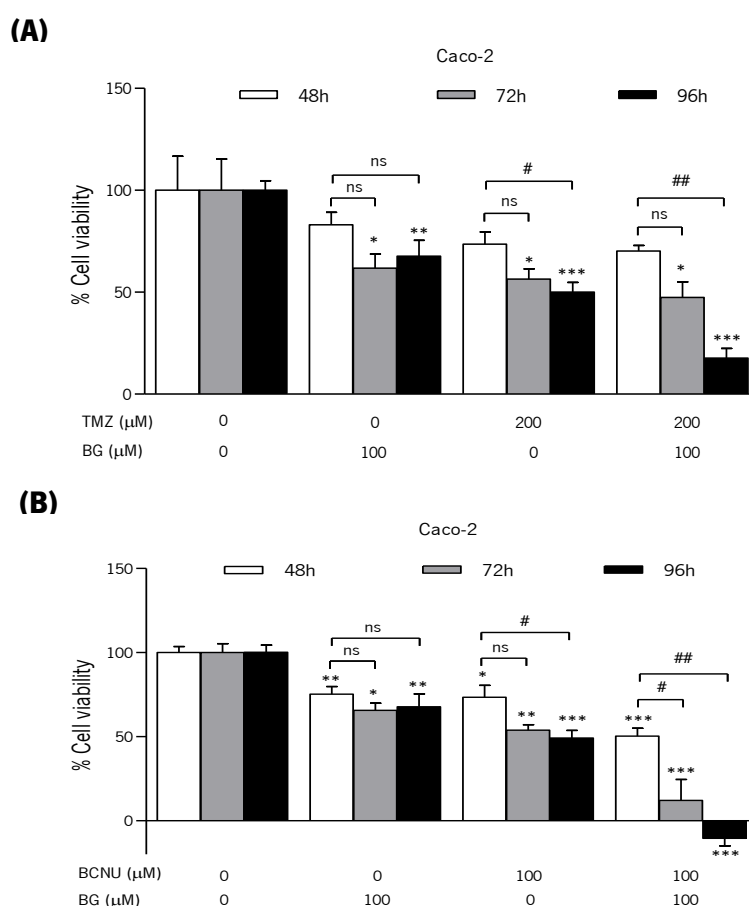 (A)
Caco-2
48h 72h 96h
% Cell viability
150
100
50
0
ns
ns
* **
#
ns
* ***
##
ns
*
***
TMZ (μM) 0 0 200 200
BG (μM) 0 100 0 100
(B)
Caco-2
48h 72h 96h
% Cell viability
150
100
50
0
ns
ns
** * **
#
ns
* ** ***
##
#
*** ***
***
BCNU (μM) 0 0 100 100
BG (μM) 0 100 0 100